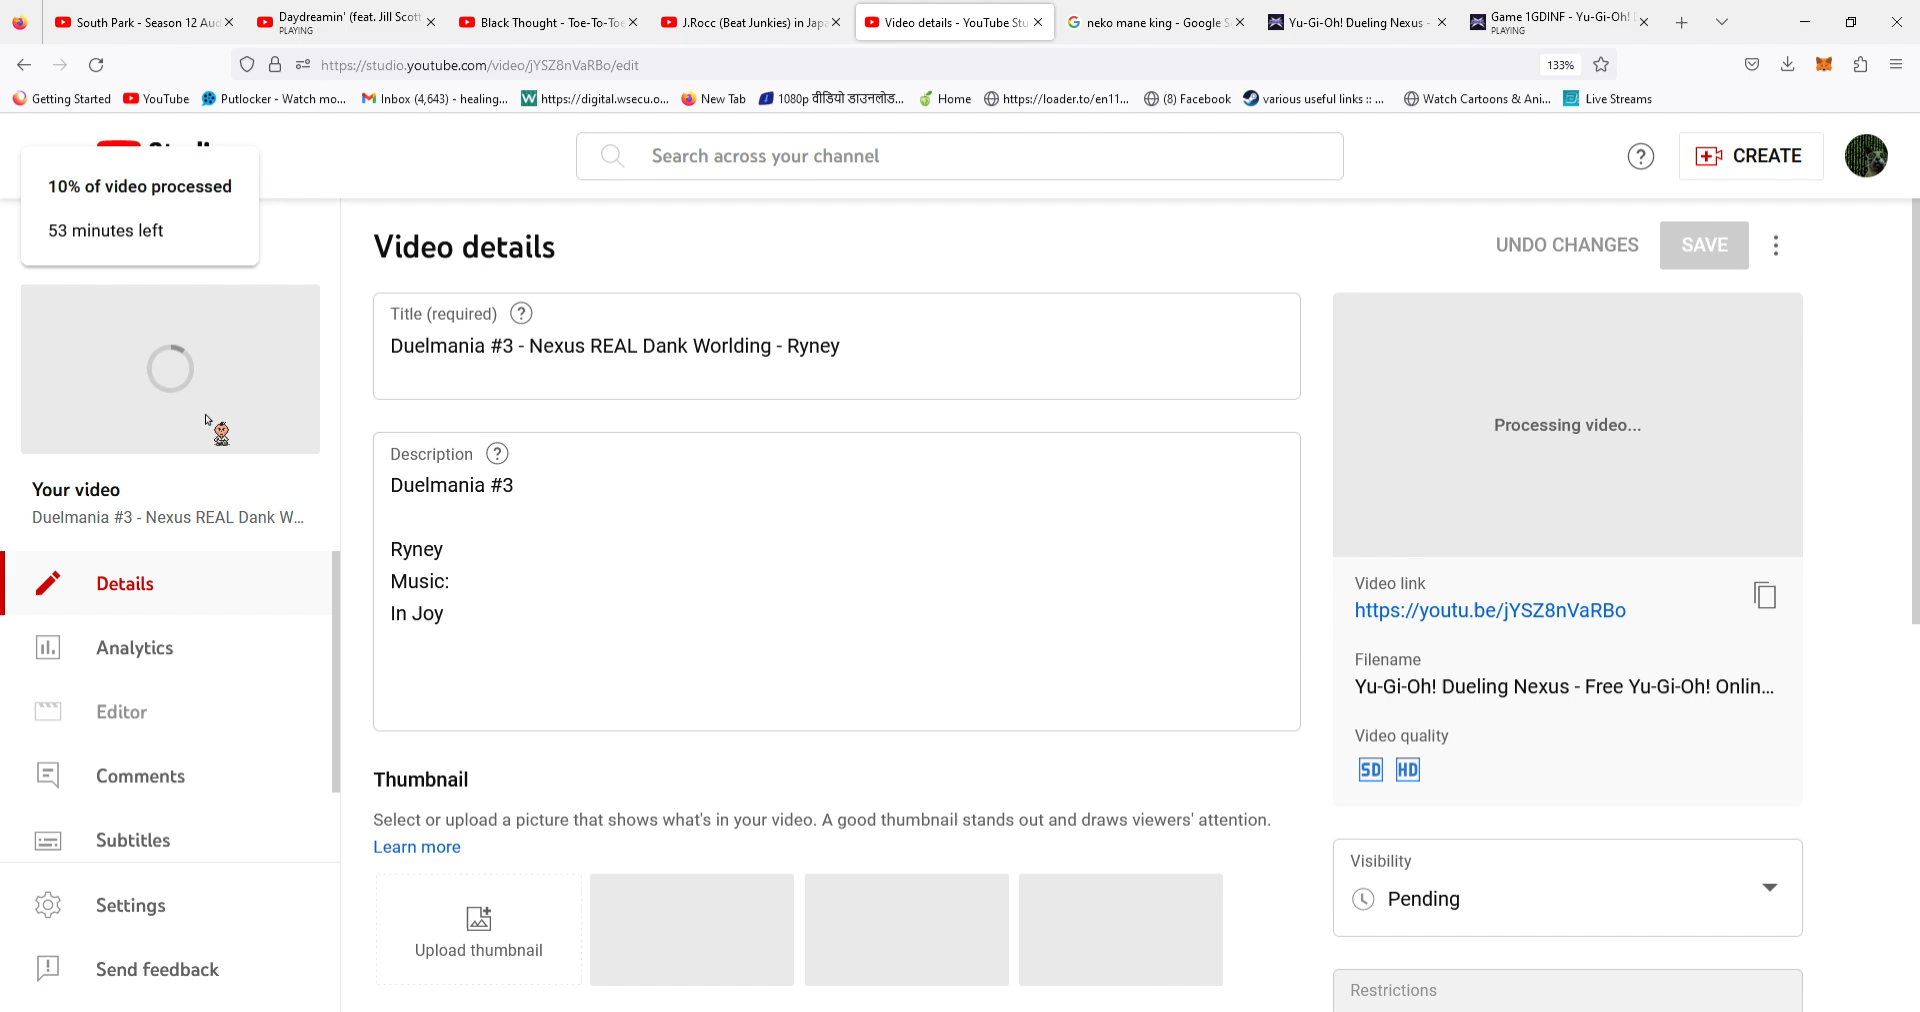 South Park - Season 12 Aud
Daydreamin' (feat. Jill Scott
PLAYING
Black Thought - Toe-To-Toe
J.Rocc (Beat Junkies) in Japa
Video details - YouTube Stu
neko mane king - Google S
Yu-Gi-Oh! Dueling Nexus -
Game 1GDINF - Yu-Gi-Oh!
PLAYING
https://studio.youtube.com/video/jYSZ8nVaRBo/edit
133%
Getting Started
YouTube
Putlocker - Watch mo...
Inbox (4,643) - healing...
https://digital.wsecu.o...
New Tab
1080p वीडियो डाउनलोड...
Home
https://loader.to/en11...
(8) Facebook
various useful links :: ...
Watch Cartoons & Ani...
Live Streams
Search across your channel
CREATE
10% of video processed
53 minutes left
Video details
UNDO CHANGES
SAVE
Title (required)
Duelmania #3 - Nexus REAL Dank Worlding - Ryney
Description
Duelmania #3
Ryney
Music:
In Joy
Processing video...
Your video
Duelmania #3 - Nexus REAL Dank W...
Details
Analytics
Editor
Comments
Subtitles
Settings
Send feedback
Video link
https://youtu.be/jYSZ8nVaRBo
Filename
Yu-Gi-Oh! Dueling Nexus - Free Yu-Gi-Oh! Onlin...
Video quality
SD HD
Thumbnail
Select or upload a picture that shows what's in your video. A good thumbnail stands out and draws viewers' attention.
Learn more
Upload thumbnail
Visibility
Pending
Restrictions